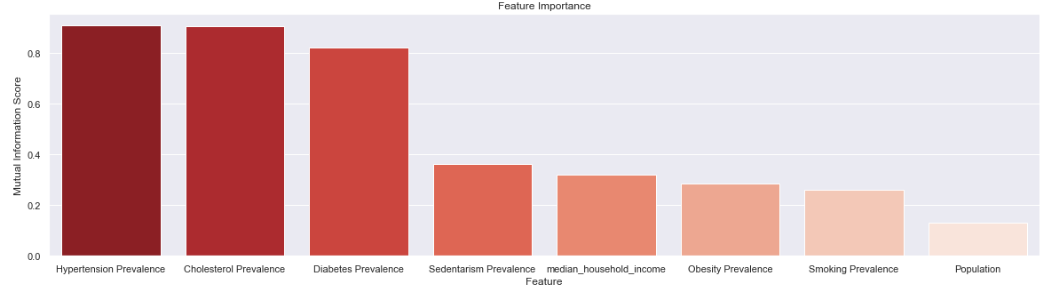 Feature Importance
0.8
0.6
0.4
0.2
0.0
Mutual Information Score
Hypertension Prevalence Cholesterol Prevalence Diabetes Prevalence Sedentarism Prevalence median_household_income Obesity Prevalence Smoking Prevalence Population
Feature